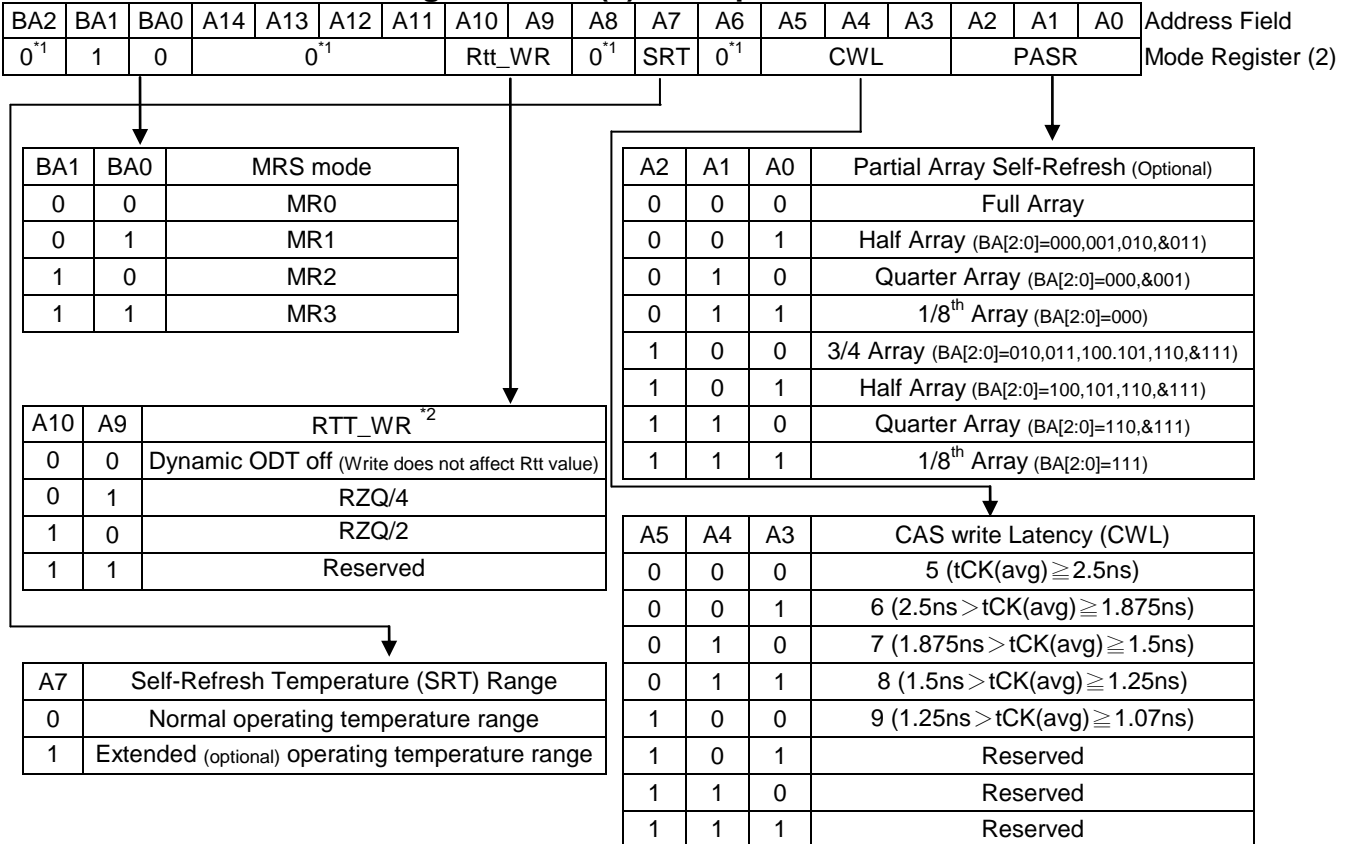 BA2 BA1 BA0 A14 A13 A12 A11 A10 A9 A8 A7 A6 A5 A4 A3 A2 A1 A0 Address Field
0*1 1 0 0*1 Rtt_WR 0*1 SRT 0*1 CWL PASR Mode Register (2)
BA1 BA0 MRS mode
0 0 MR0
0 1 MR1
1 0 MR2
1 1 MR3
A10 A9 RTT_WR *2
0 0 Dynamic ODT off (Write does not affect Rtt value)
0 1 RZQ/4
1 0 RZQ/2
1 1 Reserved
A7 Self-Refresh Temperature (SRT) Range
0 Normal operating temperature range
1 Extended (optional) operating temperature range
A2 A1 A0 Partial Array Self-Refresh (Optional)
0 0 0 Full Array
0 0 1 Half Array (BA[2:0]=000,001,010,&011)
0 1 0 Quarter Array (BA[2:0]=000,&001)
0 1 1 1/8th Array (BA[2:0]=000)
1 0 0 3/4 Array (BA[2:0]=010,011,100.101,110,&111)
1 0 1 Half Array (BA[2:0]=100,101,110,&111)
1 1 0 Quarter Array (BA[2:0]=110,&111)
1 1 1 1/8th Array (BA[2:0]=111)
A5 A4 A3 CAS write Latency (CWL)
0 0 0 5 (tCK(avg)≧2.5ns)
0 0 1 6 (2.5ns>tCK(avg)≧1.875ns)
0 1 0 7 (1.875ns>tCK(avg)≧1.5ns)
0 1 1 8 (1.5ns>tCK(avg)≧1.25ns)
1 0 0 9 (1.25ns>tCK(avg)≧1.07ns)
1 0 1 Reserved
1 1 0 Reserved
1 1 1 Reserved